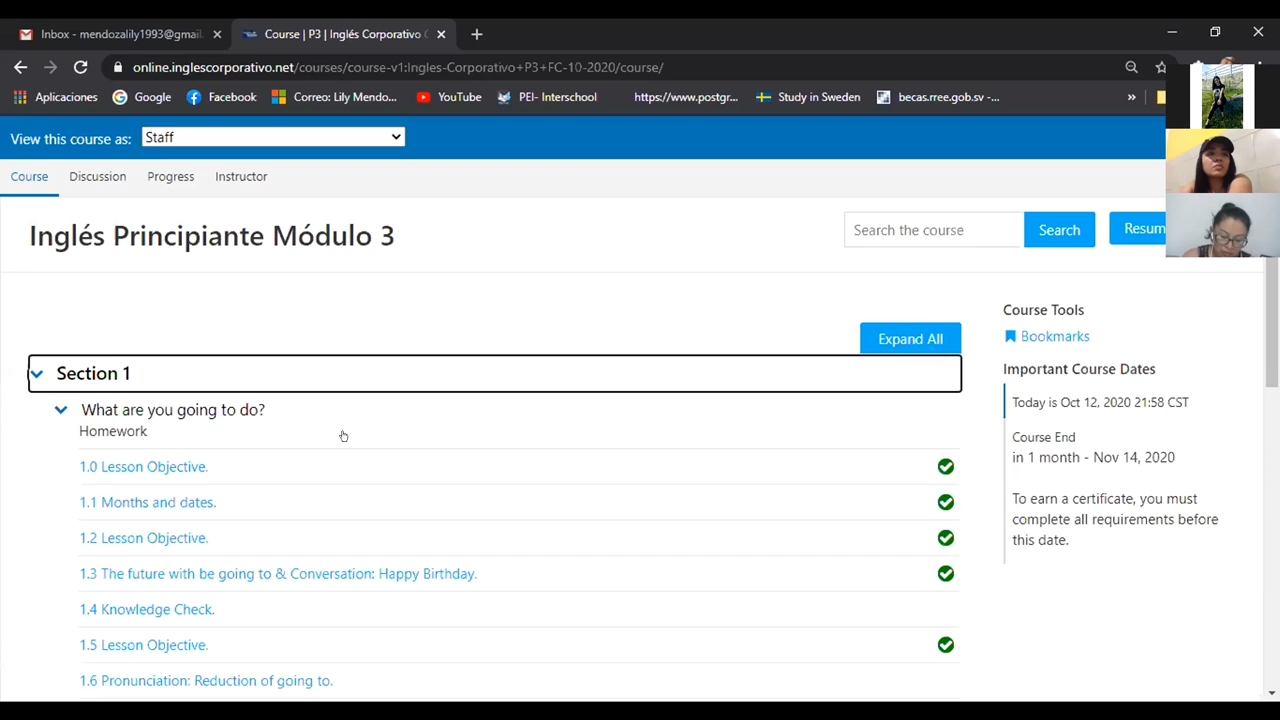 Inbox - mendozalily1993@gmail.
Course | P3 | Inglés Corporativo
online.inglescorporativo.net/courses/course-v1:Ingles-Corporativo+P3+FC-10-2020/course/
Aplicaciones Google Facebook Correo: Lily Mendo... YouTube PEI- Interschool https://www.postgr... Study in Sweden becas.rree.gob.sv -... »
View this course as: Staff
Course Discussion Progress Instructor
Inglés Principiante Módulo 3
Search the course Search Resum
Expand All
Section 1
What are you going to do?
Homework
1.0 Lesson Objective.
1.1 Months and dates.
1.2 Lesson Objective.
1.3 The future with be going to & Conversation: Happy Birthday.
1.4 Knowledge Check.
1.5 Lesson Objective.
1.6 Pronunciation: Reduction of going to.
Course Tools
Bookmarks
Important Course Dates
Today is Oct 12, 2020 21:58 CST
Course End
in 1 month - Nov 14, 2020
To earn a certificate, you must
complete all requirements before
this date.